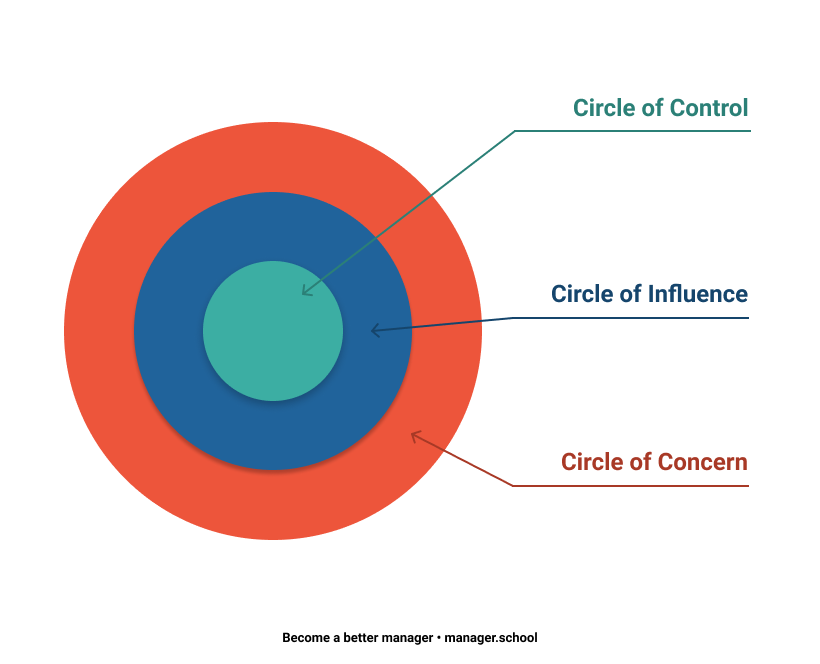 Circle of Control
Circle of Influence
Circle of Concern
Become a better manager • manager.school